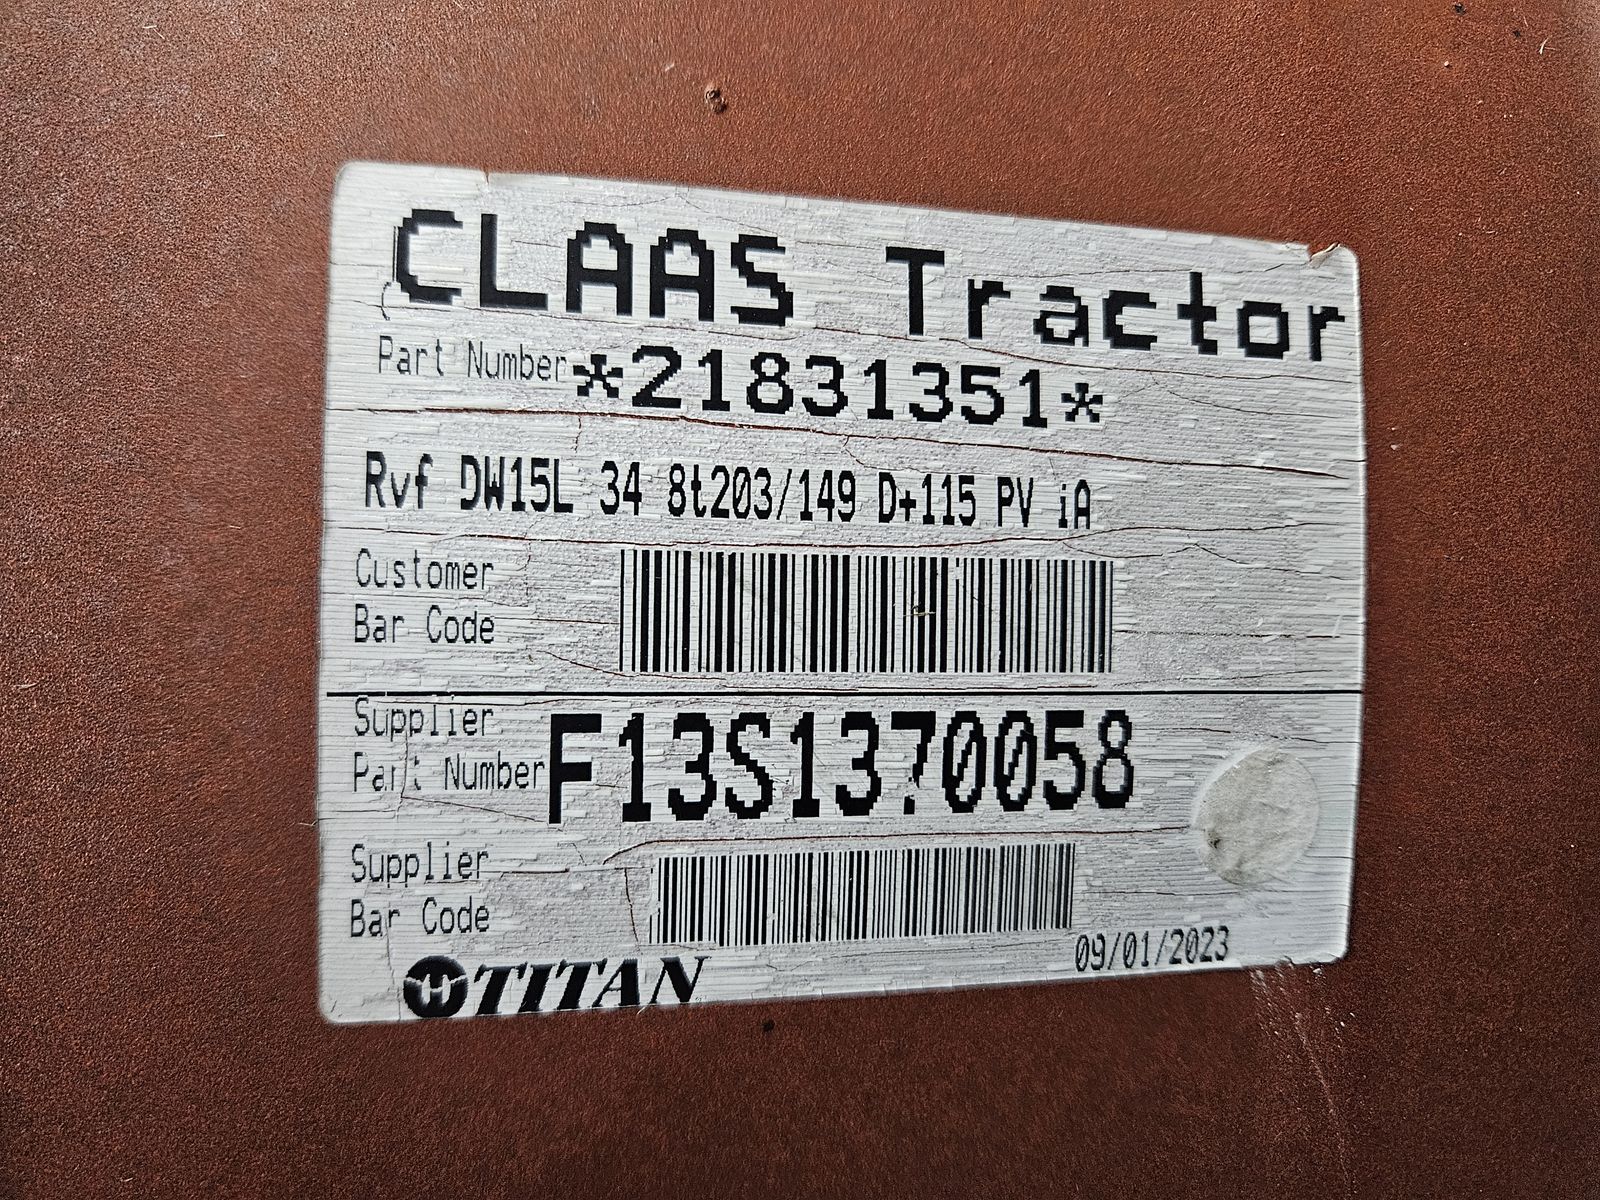 CLAAS Tractor
Part Number *21831351*
Rvf DW15L 34 8t203/149 D+115 PV iA
Customer
Bar Code
Supplier
Part Number F13S1370058
Supplier
Bar Code
09/01/2023
TITAN